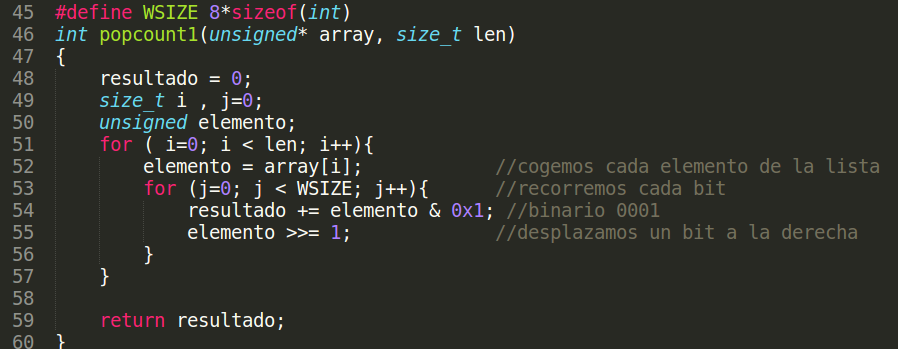 45 #define WSIZE 8*sizeof(int)
46 int popcount1(unsigned* array, size_t len)
47 {
48     resultado = 0;
49     size_t i , j=0;
50     unsigned elemento;
51     for ( i=0; i < len; i++){
52         elemento = array[i];            //cogemos cada elemento de la lista
53         for (j=0; j < WSIZE; j++){      //recorremos cada bit
54             resultado += elemento & 0x1; //binario 0001
55             elemento >>= 1;             //desplazamos un bit a la derecha
56         }
57     }
58
59     return resultado;
60 }